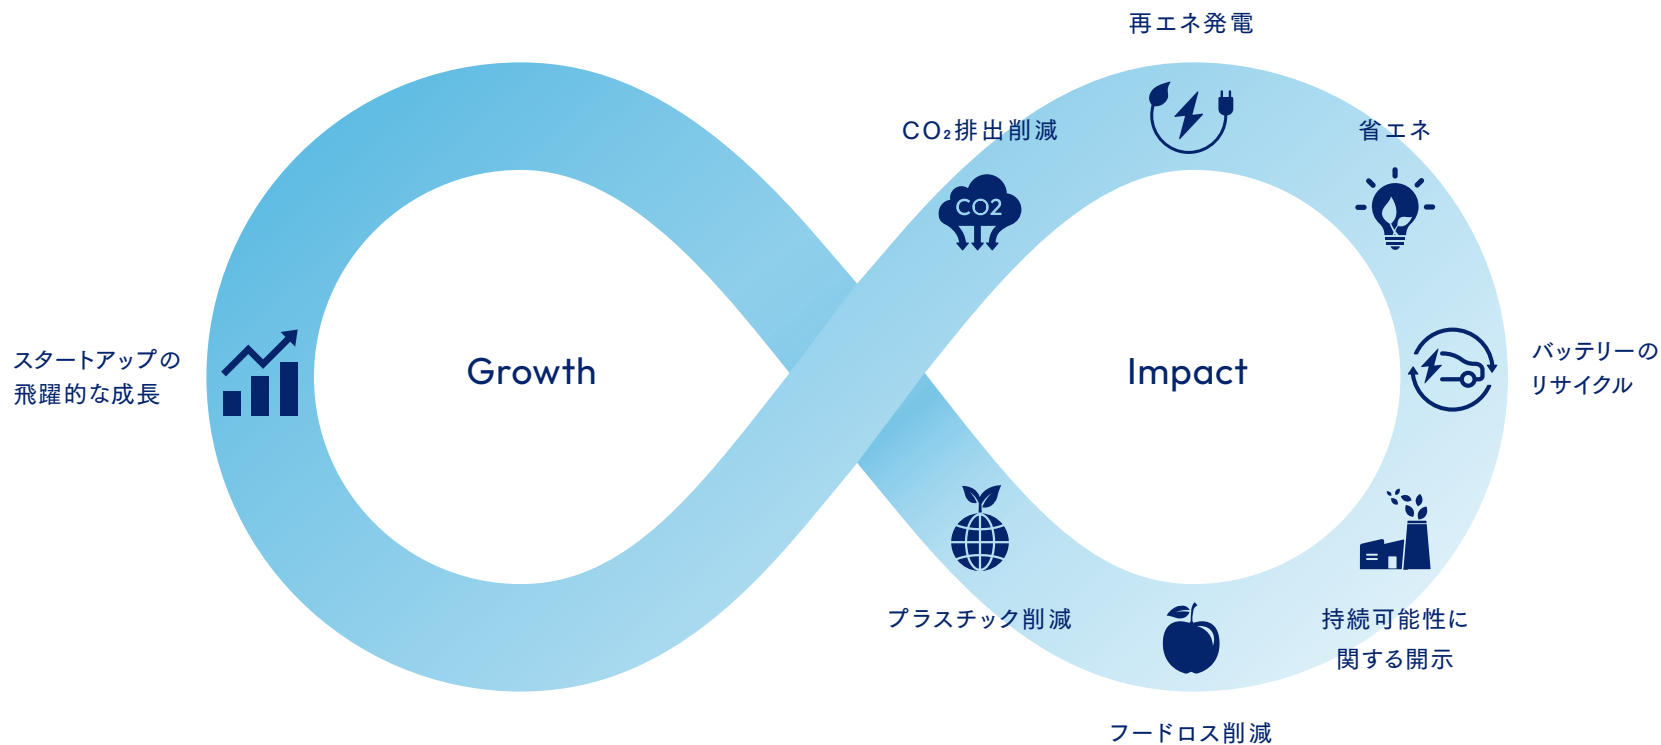 再エネ発電
CO₂排出削減
省エネ
CO2
スタートアップの
飛躍的な成長
Growth
Impact
バッテリーの
リサイクル
プラスチック削減
持続可能性に
関する開示
フードロス削減